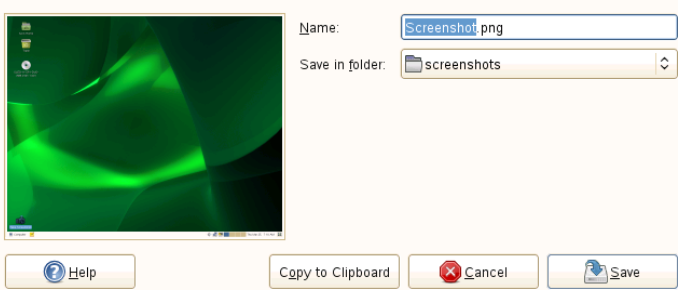 Name: Screenshot.png
Save in folder: screenshots
Help
Copy to Clipboard
Cancel
Save